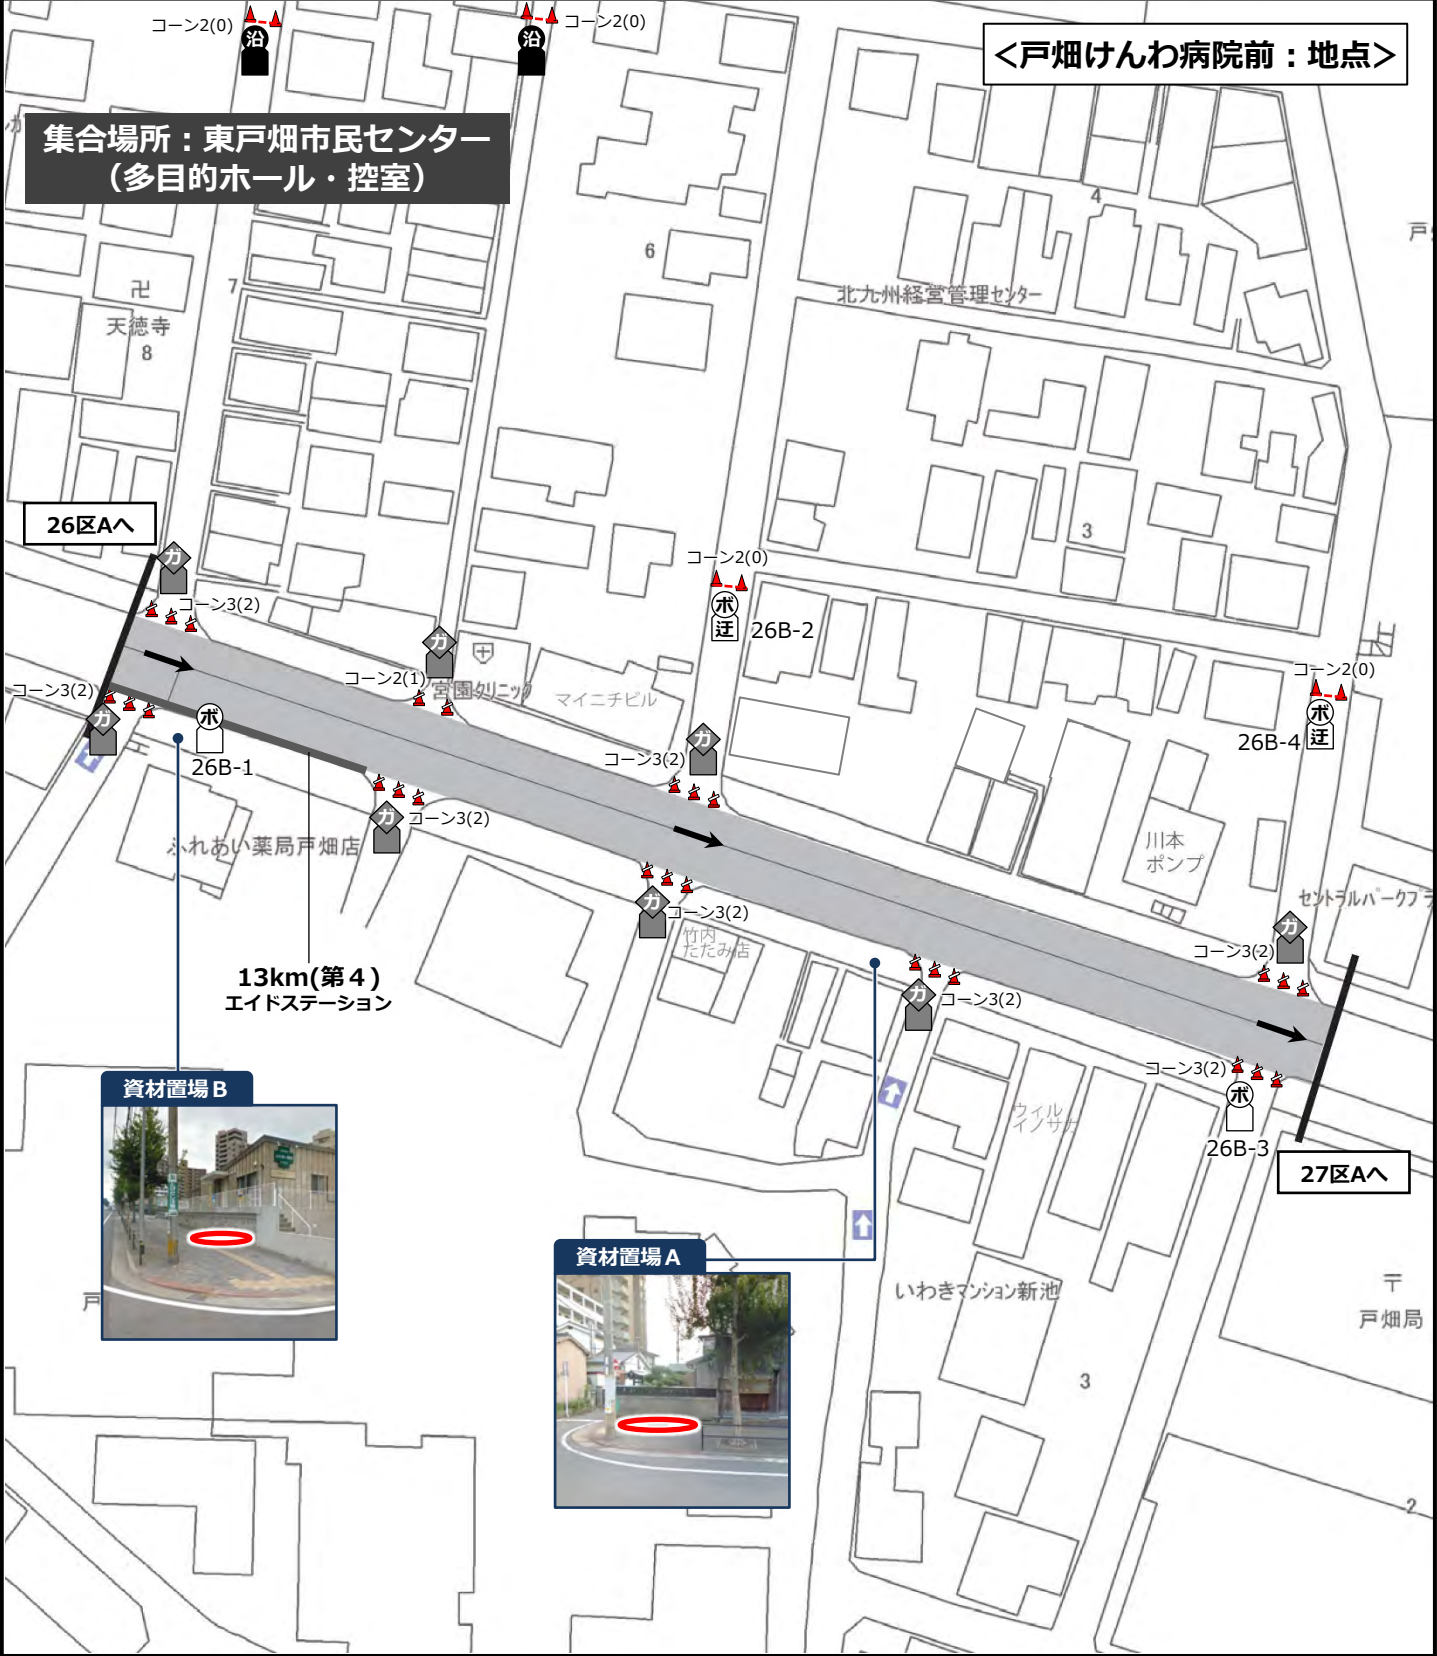 コーン2(0)
沿
コーン2(0)
沿
<戸畑けんわ病院前:地点>
集合場所:東戸畑市民センター
(多目的ホール・控室)
4
6
7
卍
天徳寺
8
北九州経営管理センター
3
26区Aへ
ガ
コーン3(2)
コーン2(0)
ボ
迂
26B-2
ガ
コーン2(1)
宮園クリニック
マイニチビル
コーン2(0)
ボ
迂
26B-4
コーン3(2)
ガ
ボ
26B-1
コーン3(2)
ガ
コーン3(2)
ガ
ふれあい薬局戸畑店
川本
ポンプ
セントラルパークプラ
コーン3(2)
ガ
竹内
たたみ店
コーン3(2)
ガ
13km(第4)
エイドステーション
コーン3(2)
ガ
コーン3(2)
ボ
26B-3
ウィル
イノサカ
27区Aへ
資材置場B
資材置場A
いわきマンション新池
〒
戸畑局
戸
3
2